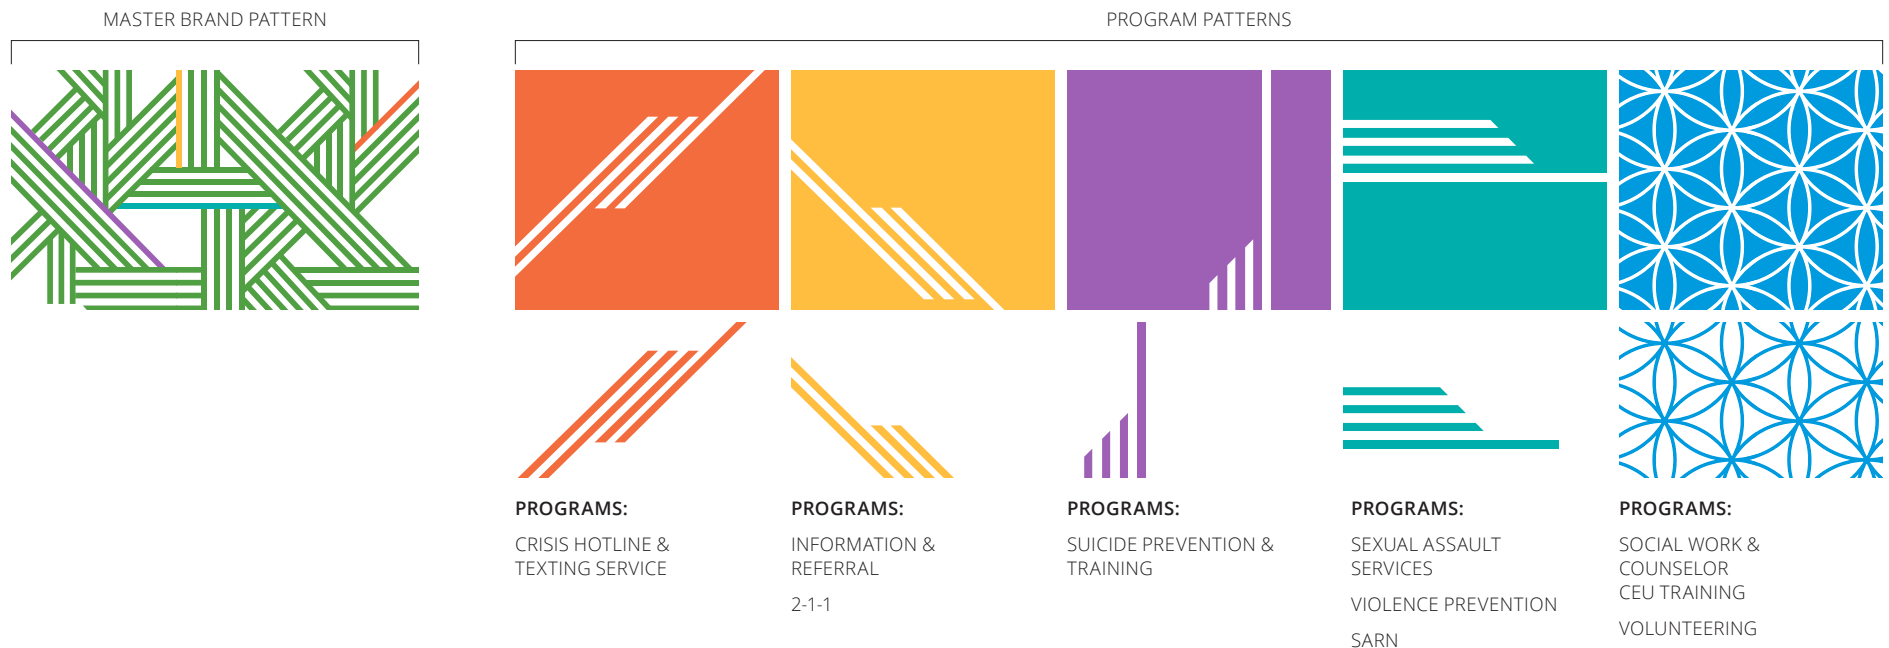 MASTER BRAND PATTERN
PROGRAM PATTERNS
PROGRAMS:
CRISIS HOTLINE &
TEXTING SERVICE
PROGRAMS:
INFORMATION &
REFERRAL
2-1-1
PROGRAMS:
SUICIDE PREVENTION &
TRAINING
PROGRAMS:
SEXUAL ASSAULT
SERVICES
VIOLENCE PREVENTION
SARN
PROGRAMS:
SOCIAL WORK &
COUNSELOR
CEU TRAINING
VOLUNTEERING